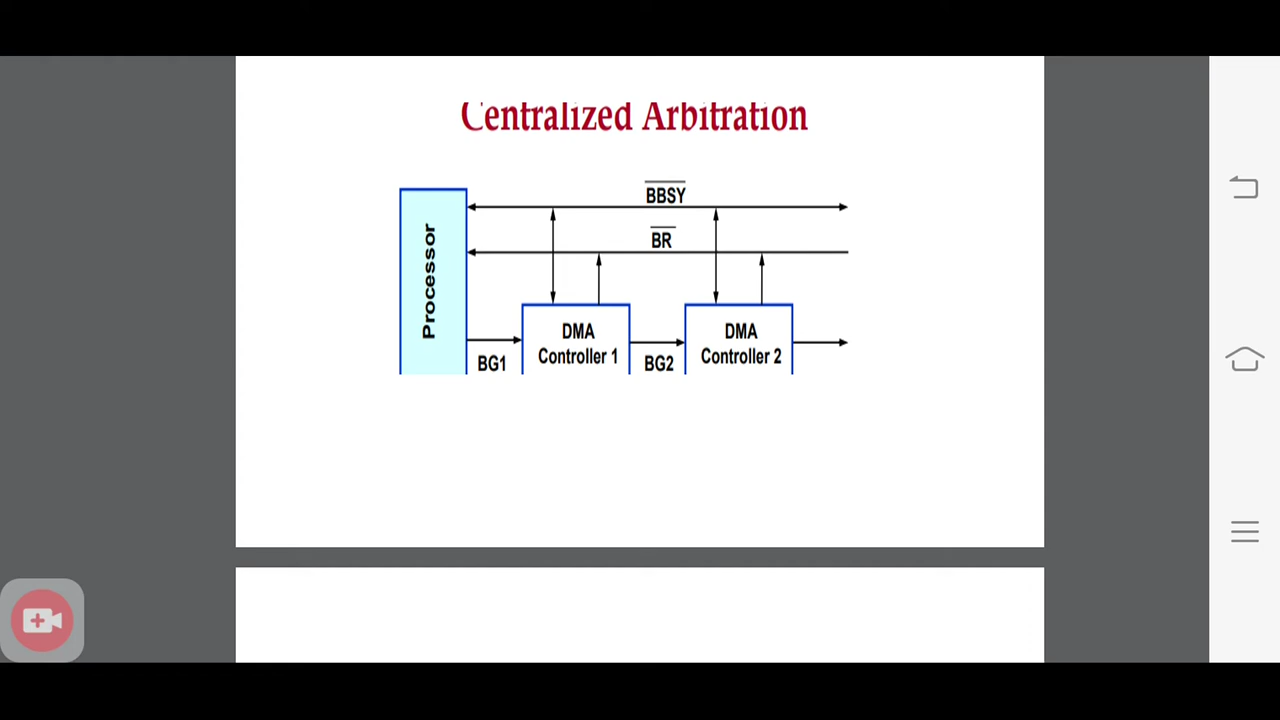 Centralized Arbitration
BBSY
BR
Processor
DMA
Controller 1
DMA
Controller 2
BG1
BG2